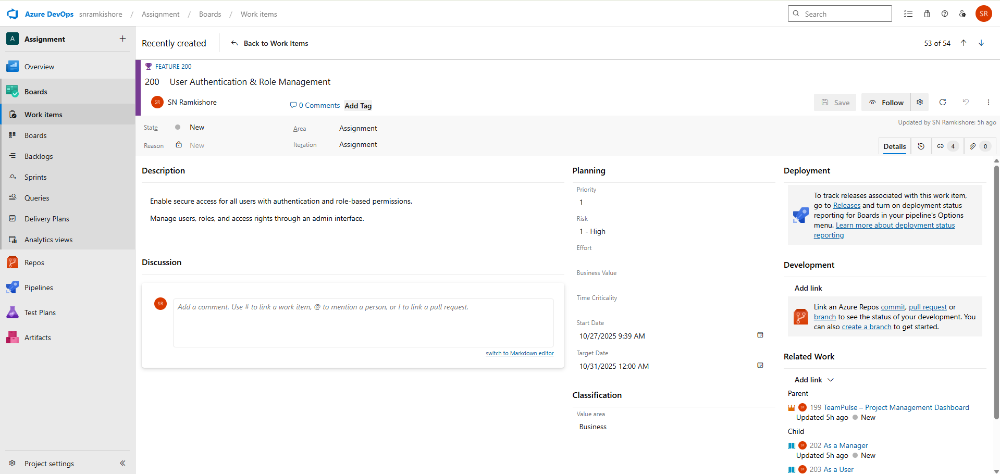 Azure DevOps snramkishore / Assignment / Boards / Work items
Search
SR
A Assignment
Overview
Boards
Work items
Boards
Backlogs
Sprints
Queries
Delivery Plans
Analytics views
Repos
Pipelines
Test Plans
Artifacts
Project settings
Recently created
Back to Work Items
53 of 54
FEATURE 200
200 User Authentication & Role Management
SR SN Ramkishore
0 Comments Add Tag
Save
Follow
State New
Area Assignment
Reason New
Iteration Assignment
Updated by SN Ramkishore: 5h ago
Details
4
0
Description
Enable secure access for all users with authentication and role-based permissions.
Manage users, roles, and access rights through an admin interface.
Discussion
SR
Add a comment. Use # to link a work item, @ to mention a person, or ! to link a pull request.
switch to Markdown editor
Planning
Priority
1
Risk
1 - High
Effort
Business Value
Time Criticality
Start Date
10/27/2025 9:39 AM
Target Date
10/31/2025 12:00 AM
Classification
Value area
Business
Deployment
To track releases associated with this work item,
go to Releases and turn on deployment status
reporting for Boards in your pipeline's Options
menu. Learn more about deployment status
reporting
Development
Add link
Link an Azure Repos commit, pull request or
branch to see the status of your development. You
can also create a branch to get started.
Related Work
Add link
Parent
SR 199 TeamPulse – Project Management Dashboard
Updated 5h ago New
Child
SR 202 As a Manager
Updated 5h ago New
SR 203 As a User